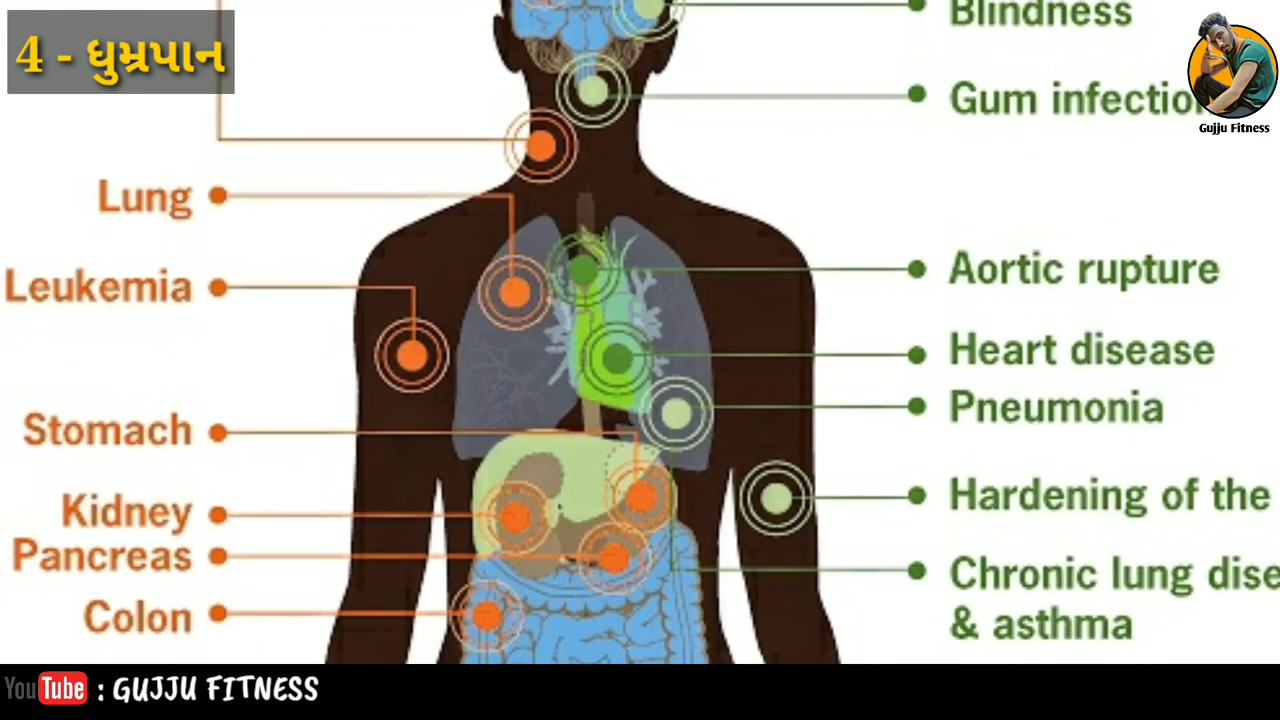 4 - ધુમ્રપાન
Blindness
Gum infection
Gujju Fitness
Lung
Leukemia
Stomach
Kidney
Pancreas
Colon
Aortic rupture
Heart disease
Pneumonia
Hardening of the
Chronic lung dise
& asthma
YouTube : GUJJU FITNESS